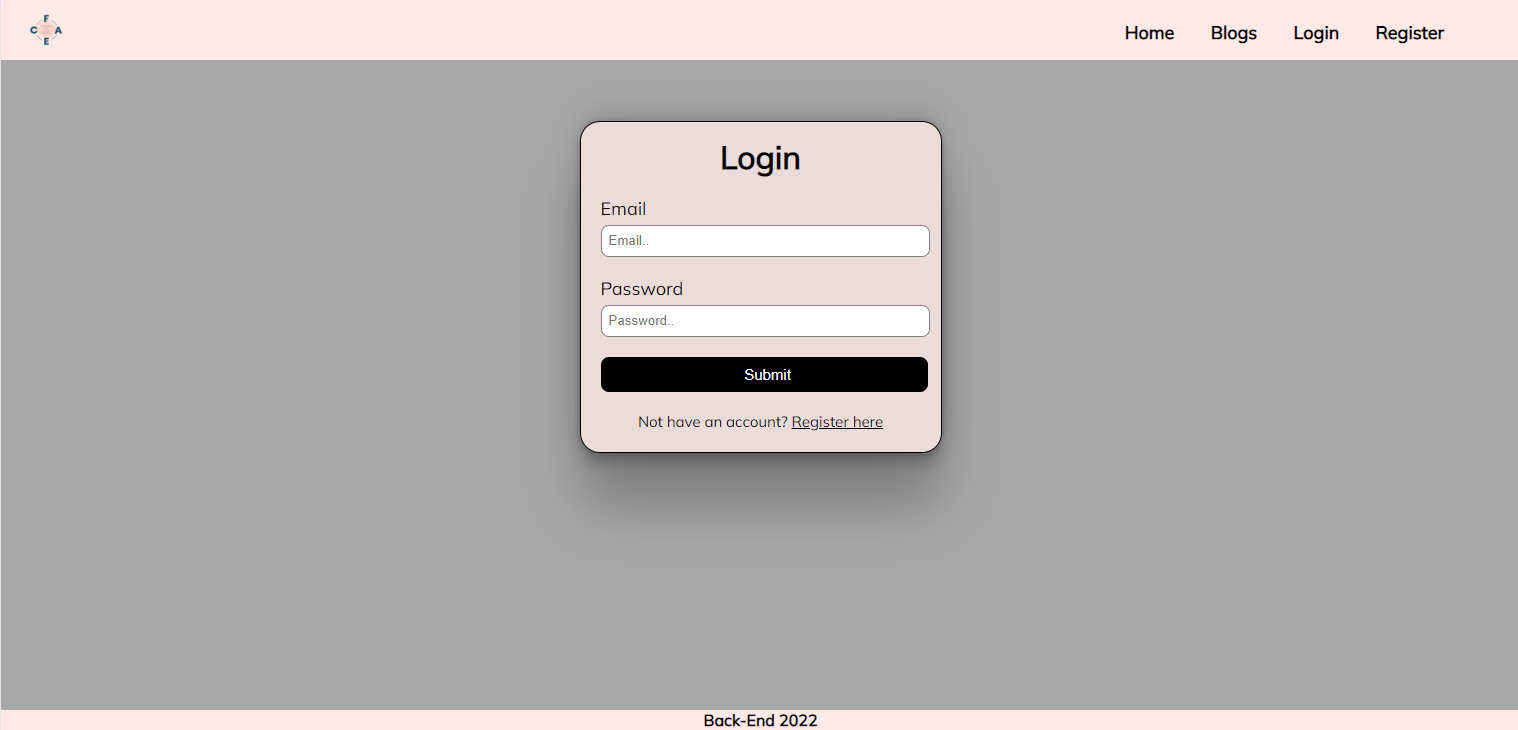 F
C A
E
Home Blogs Login Register
Login
Email
Email..
Password
Password..
Submit
Not have an account? Register here
Back-End 2022